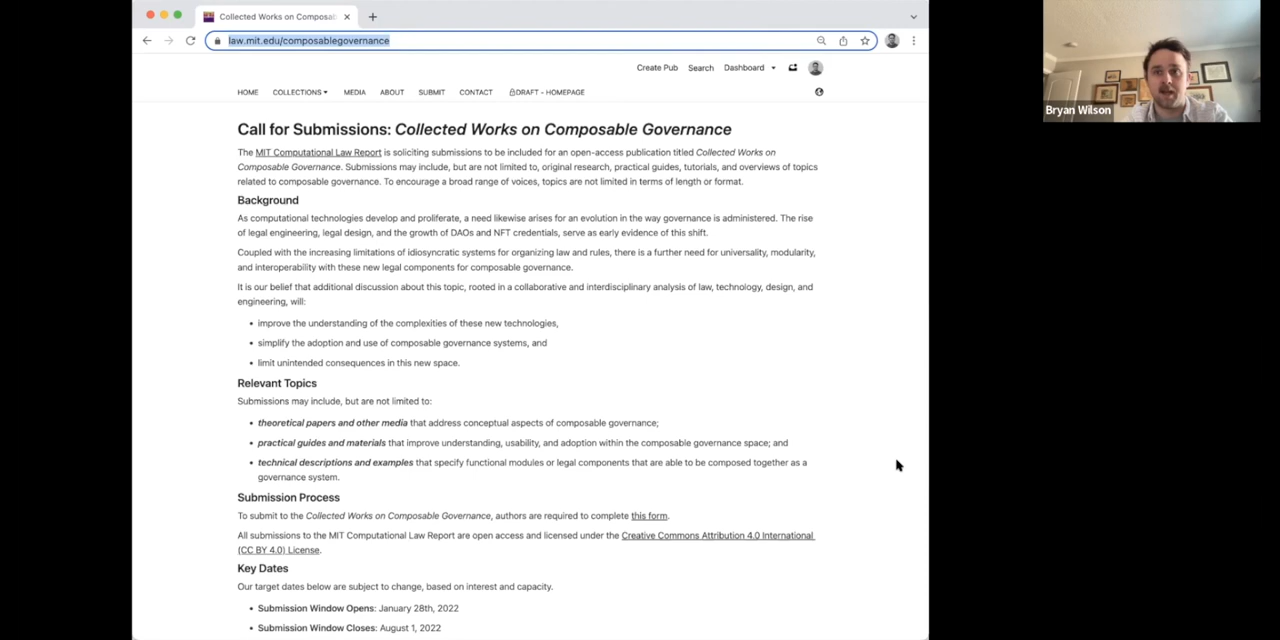 Collected Works on Composab
law.mit.edu/composablegovernance
Bryan Wilson
Create Pub Search Dashboard
HOME COLLECTIONS MEDIA ABOUT SUBMIT CONTACT DRAFT - HOMEPAGE
Call for Submissions: Collected Works on Composable Governance
The MIT Computational Law Report is soliciting submissions to be included for an open-access publication titled Collected Works on
Composable Governance. Submissions may include, but are not limited to, original research, practical guides, tutorials, and overviews of topics
related to composable governance. To encourage a broad range of voices, topics are not limited in terms of length or format.
Background
As computational technologies develop and proliferate, a need likewise arises for an evolution in the way governance is administered. The rise
of legal engineering, legal design, and the growth of DAOs and NFT credentials, serve as early evidence of this shift.
Coupled with the increasing limitations of idiosyncratic systems for organizing law and rules, there is a further need for universality, modularity,
and interoperability with these new legal components for composable governance.
It is our belief that additional discussion about this topic, rooted in a collaborative and interdisciplinary analysis of law, technology, design, and
engineering, will:
• improve the understanding of the complexities of these new technologies,
• simplify the adoption and use of composable governance systems, and
• limit unintended consequences in this new space.
Relevant Topics
Submissions may include, but are not limited to:
• theoretical papers and other media that address conceptual aspects of composable governance;
• practical guides and materials that improve understanding, usability, and adoption within the composable governance space; and
• technical descriptions and examples that specify functional modules or legal components that are able to be composed together as a
governance system.
Submission Process
To submit to the Collected Works on Composable Governance, authors are required to complete this form.
All submissions to the MIT Computational Law Report are open access and licensed under the Creative Commons Attribution 4.0 International
(CC BY 4.0) License.
Key Dates
Our target dates below are subject to change, based on interest and capacity.
• Submission Window Opens: January 28th, 2022
• Submission Window Closes: August 1, 2022